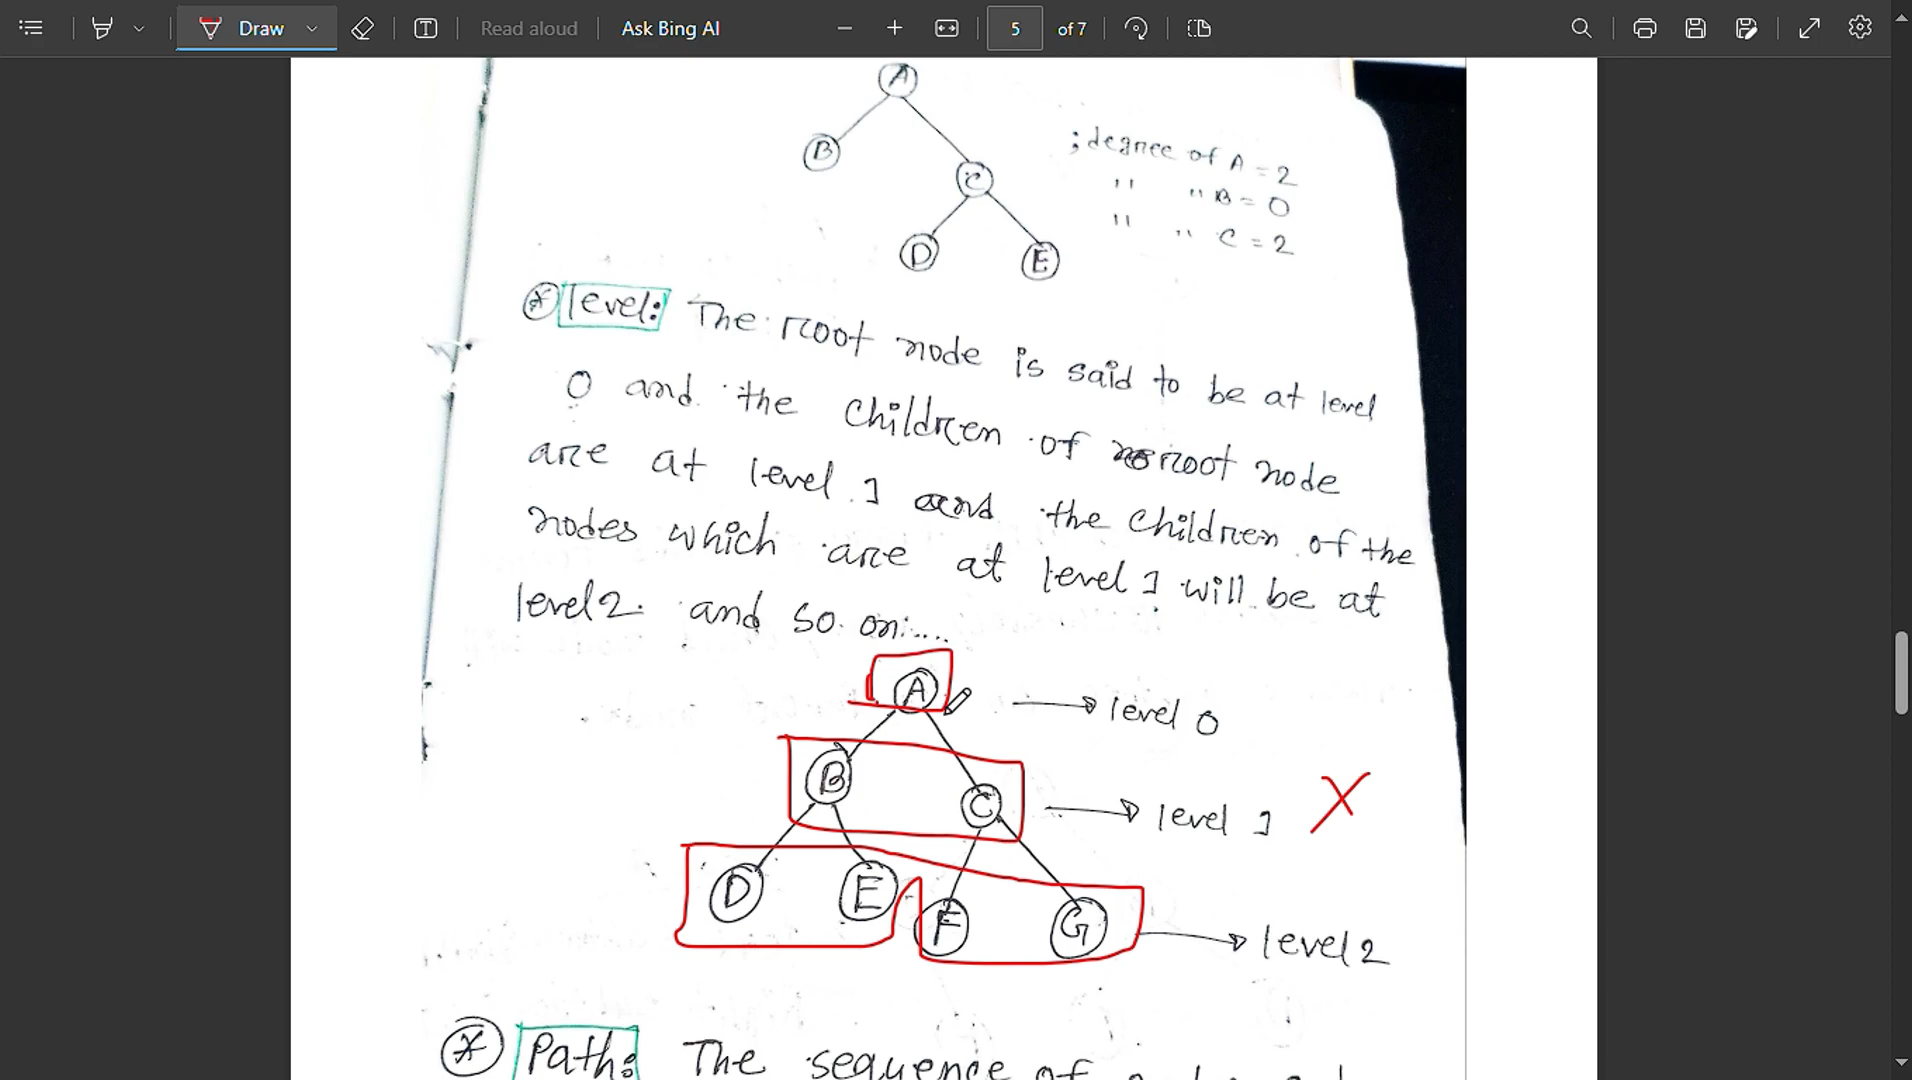 Draw
Read aloud
Ask Bing AI
5 of 7
A
B
C
D E
; degree of A = 2
" " B = 0
" " C = 2
* level: The root node is said to be at level
0 and the children of root node
are at level 1 and the children of the
nodes which are at level 1 will be at
level 2. and so on....
A → level 0
B C → level 1 X
D E F G → level 2
* Path: The sequence of